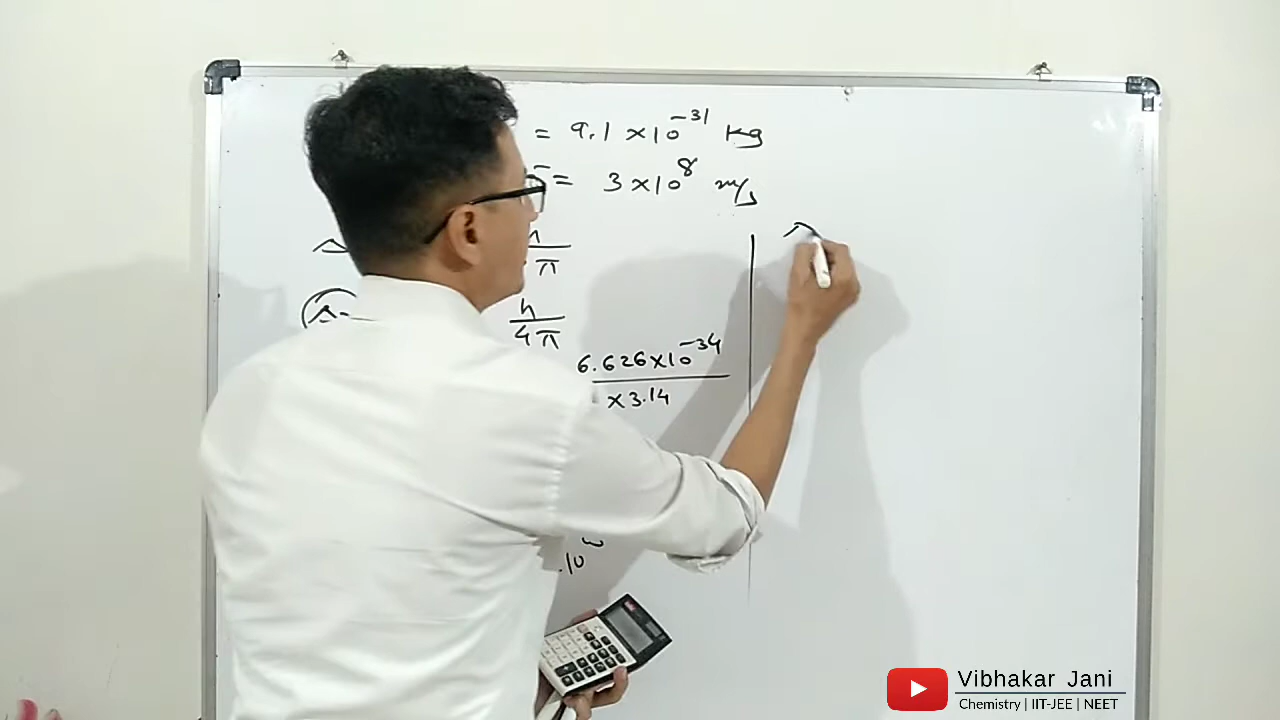 = 9.1 × 10⁻³¹ kg
= 3 × 10⁸ m/s
h
π
h
4π
6.626 × 10⁻³⁴
× 3.14
.10
Vibhakar Jani
Chemistry | IIT-JEE | NEET